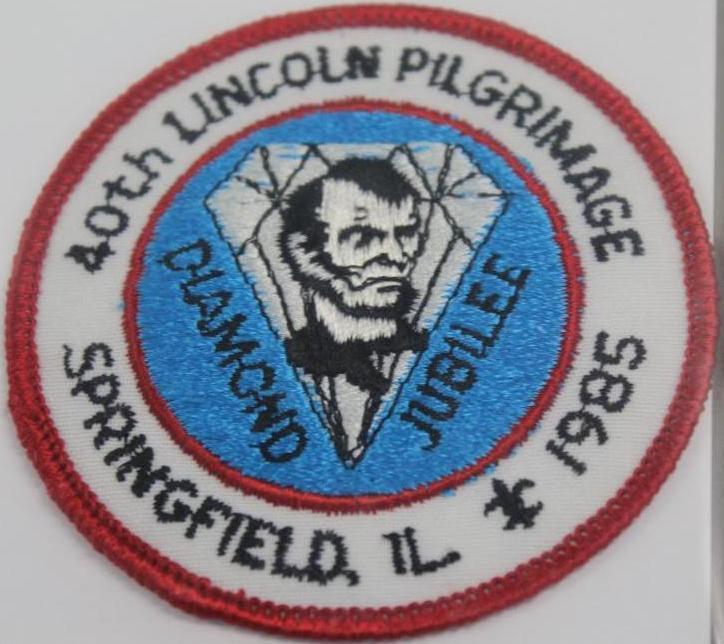 40th LINCOLN PILGRIMAGE
DIAMOND
JUBILEE
SPRINGFIELD, IL.
1985